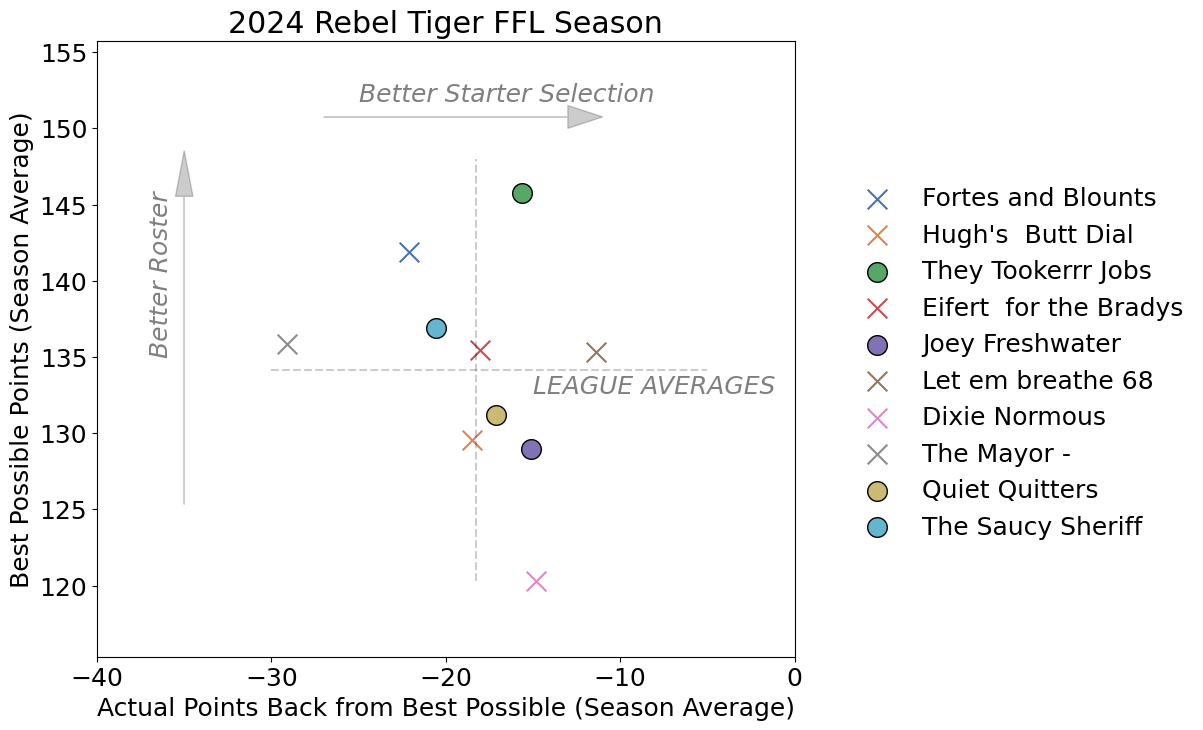 2024 Rebel Tiger FFL Season
Best Possible Points (Season Average)
155
150
145
140
135
130
125
120
Better Starter Selection
Better Roster
LEAGUE AVERAGES
−40
−30
−20
−10
0
Actual Points Back from Best Possible (Season Average)
Fortes and Blounts
Hugh's  Butt Dial
They Tookerrr Jobs
Eifert  for the Bradys
Joey Freshwater
Let em breathe 68
Dixie Normous
The Mayor -
Quiet Quitters
The Saucy Sheriff